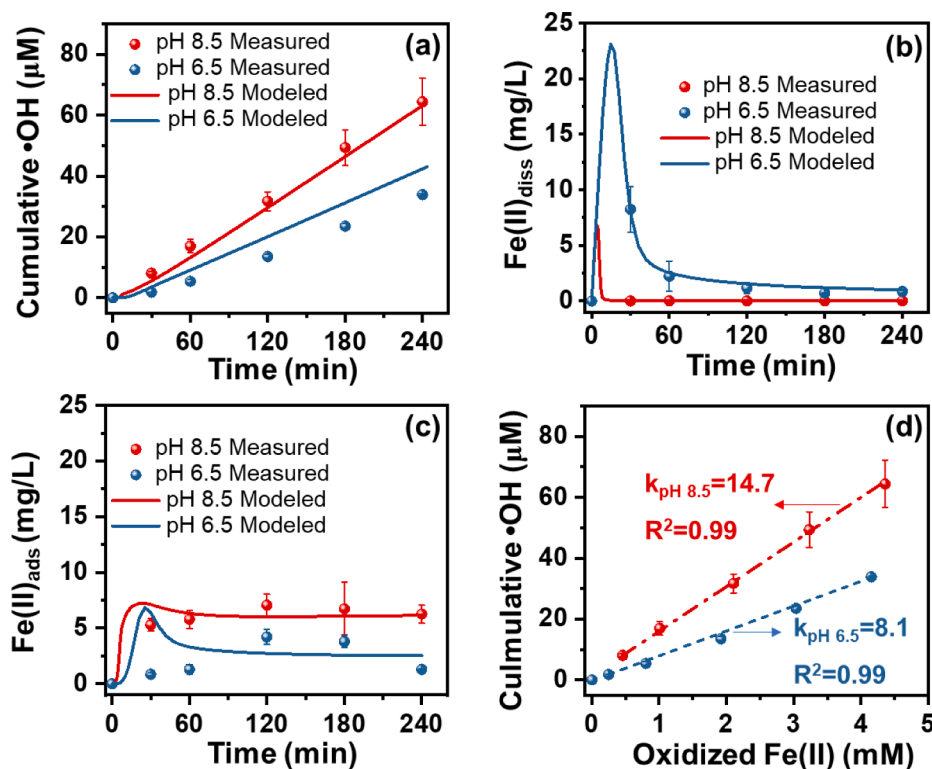 (a)
pH 8.5 Measured
pH 6.5 Measured
pH 8.5 Modeled
pH 6.5 Modeled
Cumulative •OH (μM)
80
60
40
20
0
0 60 120 180 240
Time (min)
(b)
pH 8.5 Measured
pH 6.5 Measured
pH 8.5 Modeled
pH 6.5 Modeled
Fe(II)diss (mg/L)
25
20
15
10
5
0
0 60 120 180 240
Time (min)
(c)
pH 8.5 Measured
pH 6.5 Measured
pH 8.5 Modeled
pH 6.5 Modeled
Fe(II)ads (mg/L)
25
20
15
10
5
0
0 60 120 180 240
Time (min)
(d)
kpH 8.5=14.7
R²=0.99
kpH 6.5=8.1
R²=0.99
Culmulative •OH (μM)
80
60
40
20
0
0 1 2 3 4 5
Oxidized Fe(II) (mM)